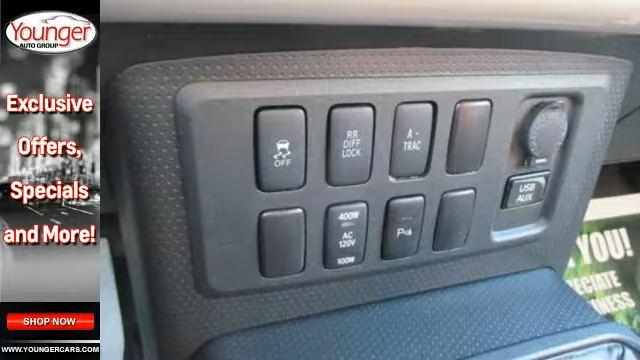 Younger
AUTO GROUP
Exclusive
Offers,
Specials
and More!
SHOP NOW
WWW.YOUNGERCARS.COM
OFF
RR
DIFF
LOCK
A -
TRAC
400W
AC
120V
100W
P
USB
AUX
YOU!